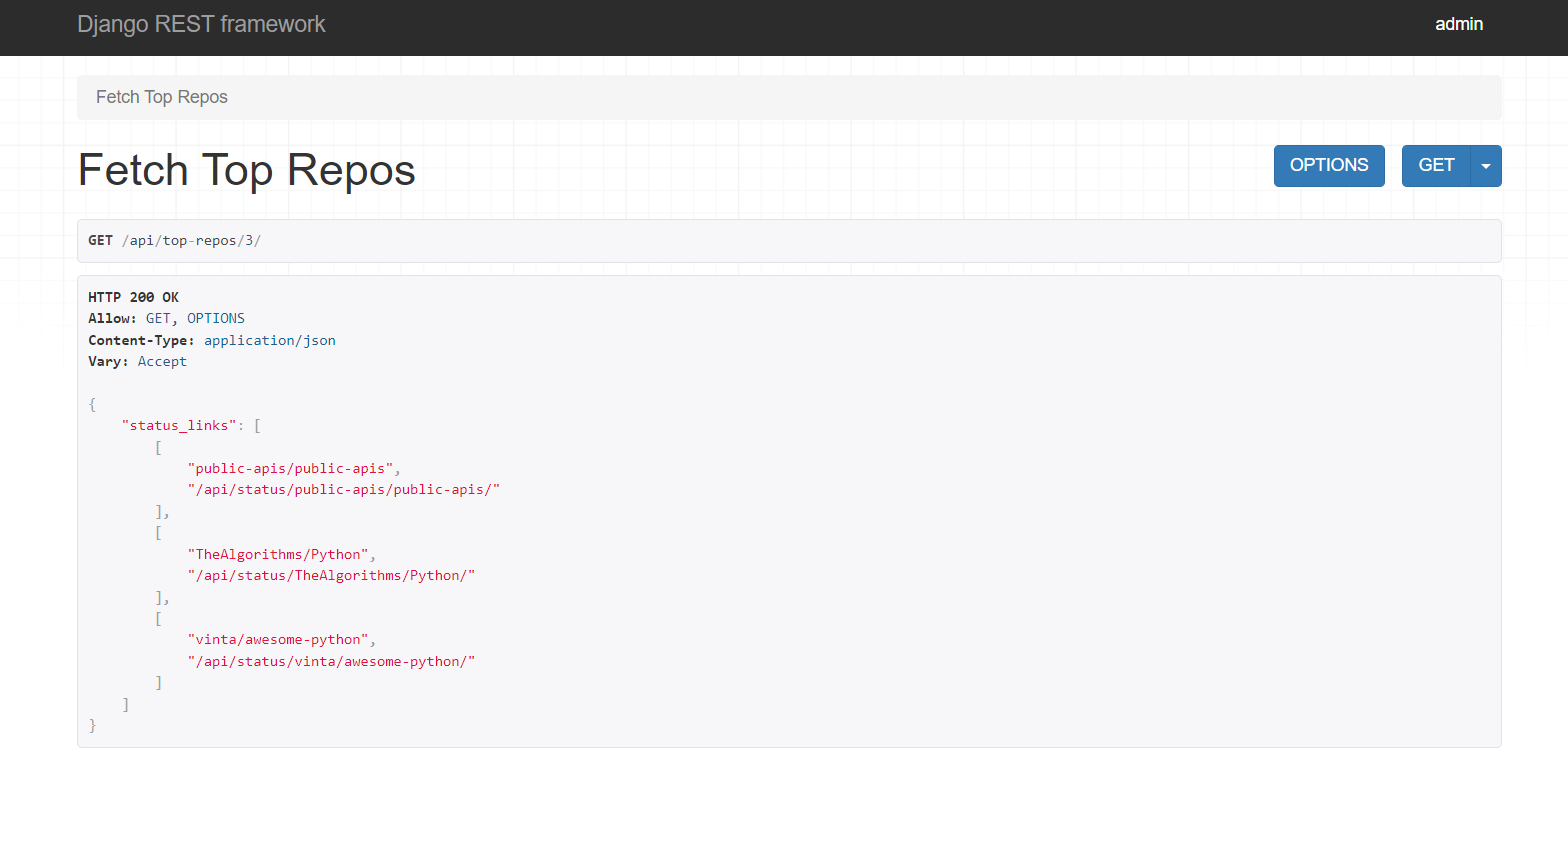 Django REST framework
admin
Fetch Top Repos
Fetch Top Repos
OPTIONS
GET
GET /api/top-repos/3/
HTTP 200 OK
Allow: GET, OPTIONS
Content-Type: application/json
Vary: Accept
{
    "status_links": [
        [
            "public-apis/public-apis",
            "/api/status/public-apis/public-apis/"
        ],
        [
            "TheAlgorithms/Python",
            "/api/status/TheAlgorithms/Python/"
        ],
        [
            "vinta/awesome-python",
            "/api/status/vinta/awesome-python/"
        ]
    ]
}